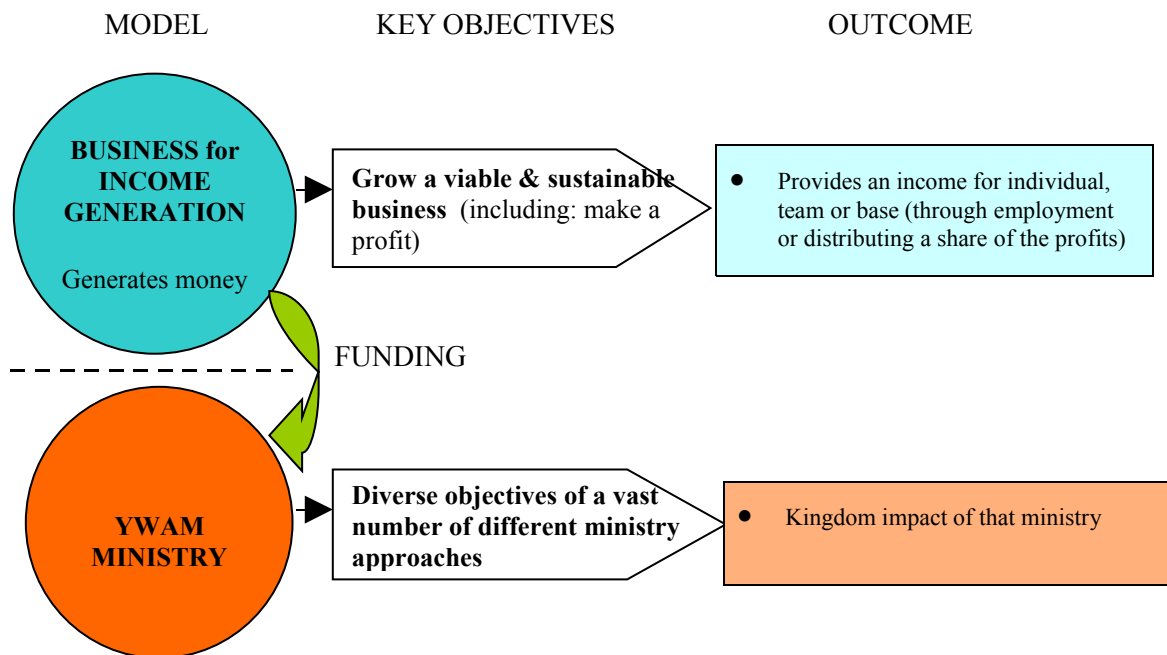 MODEL KEY OBJECTIVES OUTCOME
BUSINESS for
INCOME
GENERATION
Generates money
Grow a viable & sustainable
business (including: make a
profit)
• Provides an income for individual,
team or base (through employment
or distributing a share of the profits)
FUNDING
YWAM
MINISTRY
Diverse objectives of a vast
number of different ministry
approaches
• Kingdom impact of that ministry